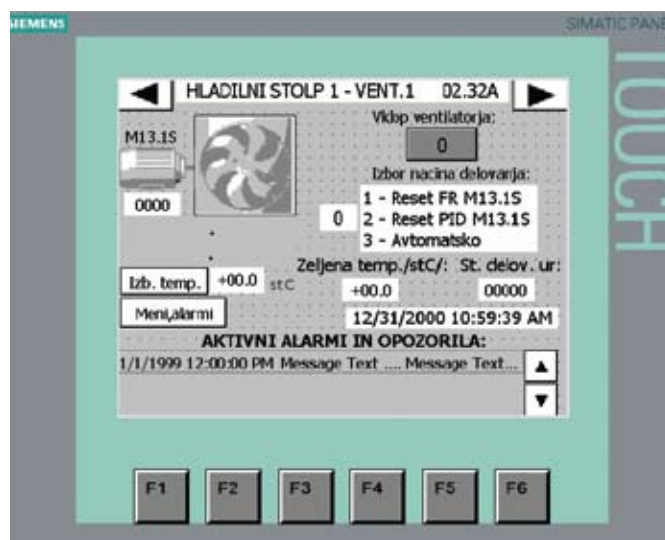 SIEMENS
SIMATIC PANEL
TOUCH
HLADILNI STOLP 1 - VENT.1 02.32A
Vklop ventilatorja:
M13.1S
0
Izbor nacina delovanja:
1 - Reset FR M13.1S
0000
0 2 - Reset PID M13.1S
3 - Avtomatsko
Zeljena temp./stC/: St. delov. ur:
Izb. temp. +00.0 stC
+00.0 00000
Meni,alarmi
12/31/2000 10:59:39 AM
AKTIVNI ALARMI IN OPOZORILA:
1/1/1999 12:00:00 PM Message Text .... Message Text...
F1 F2 F3 F4 F5 F6